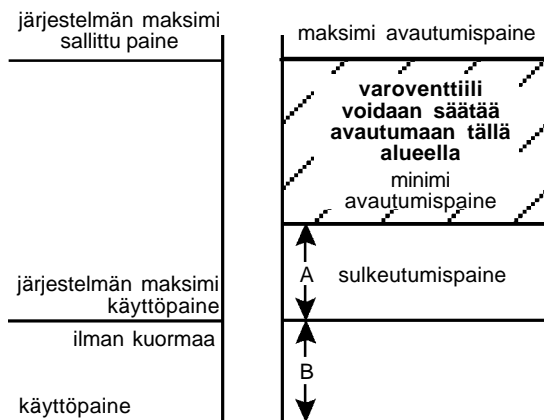 järjestelmän maksimi
sallittu paine
maksimi avautumispaine
varoventtiili
voidaan säätää
avautumaan tällä
alueella
minimi
avautumispaine
A
sulkeutumispaine
järjestelmän maksimi
käyttöpaine
ilman kuormaa
B
käyttöpaine